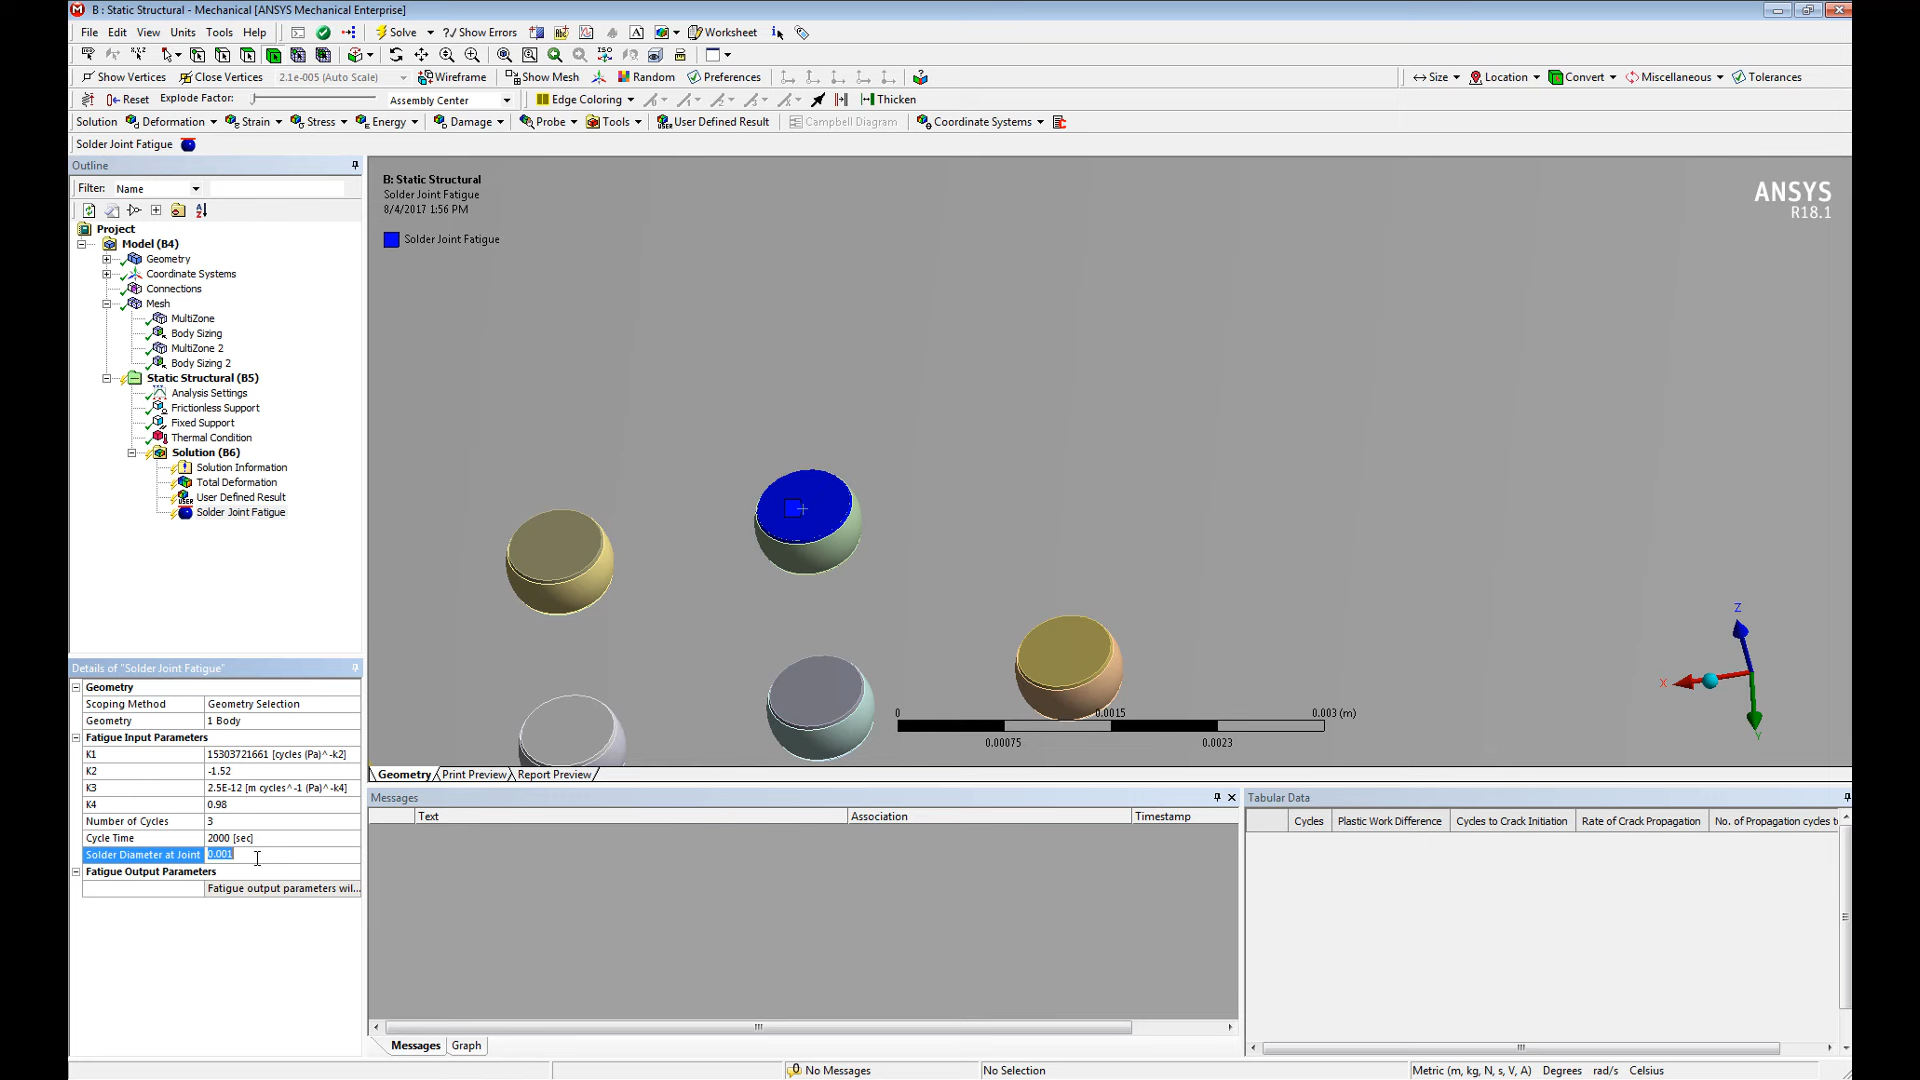 B : Static Structural - Mechanical [ANSYS Mechanical Enterprise]
File Edit View Units Tools Help Solve ?/ Show Errors Worksheet
Show Vertices Close Vertices 2.1e-005 (Auto Scale) Wireframe Show Mesh Random Preferences Size Location Convert Miscellaneous Tolerances
Reset Explode Factor: Assembly Center Edge Coloring Thicken
Solution Deformation Strain Stress Energy Damage Probe Tools User Defined Result Campbell Diagram Coordinate Systems
Solder Joint Fatigue
Outline
Filter: Name
Project
Model (B4)
Geometry
Coordinate Systems
Connections
Mesh
MultiZone
Body Sizing
MultiZone 2
Body Sizing 2
Static Structural (B5)
Analysis Settings
Frictionless Support
Fixed Support
Thermal Condition
Solution (B6)
Solution Information
Total Deformation
User Defined Result
Solder Joint Fatigue
B: Static Structural
Solder Joint Fatigue
8/4/2017 1:56 PM
Solder Joint Fatigue
ANSYS
R18.1
Z
X
Y
0 0.0015 0.003 (m)
0.00075 0.0023
Geometry Print Preview Report Preview
Details of "Solder Joint Fatigue"
Geometry
Scoping Method Geometry Selection
Geometry 1 Body
Fatigue Input Parameters
K1 15303721661 [cycles (Pa)^-k2]
K2 -1.52
K3 2.5E-12 [m cycles^-1 (Pa)^-k4]
K4 0.98
Number of Cycles 3
Cycle Time 2000 [sec]
Solder Diameter at Joint 0.001
Fatigue Output Parameters
Fatigue output parameters wil...
Messages
Text Association Timestamp
Messages Graph
Tabular Data
Cycles Plastic Work Difference Cycles to Crack Initiation Rate of Crack Propagation No. of Propagation cycles to
No Messages No Selection Metric (m, kg, N, s, V, A) Degrees rad/s Celsius